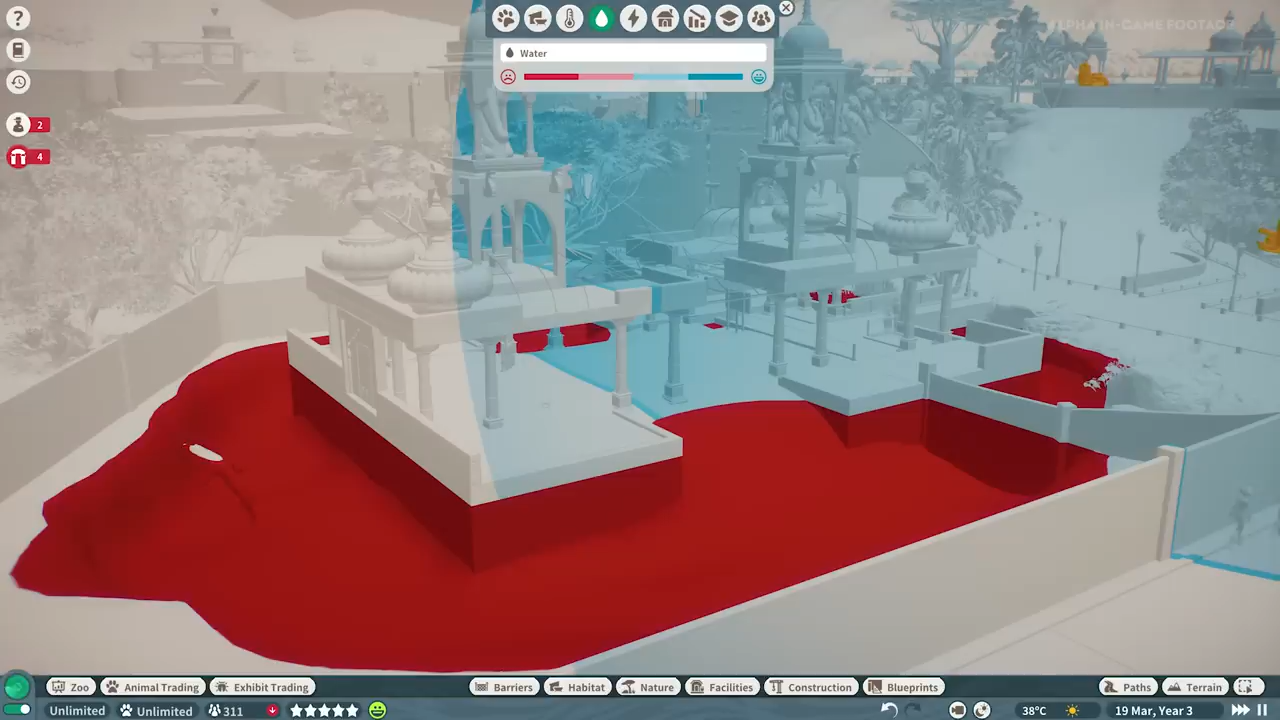 ALPHA IN-GAME FOOTAGE
Water
2
4
Zoo
Animal Trading
Exhibit Trading
Barriers
Habitat
Nature
Facilities
Construction
Blueprints
Paths
Terrain
Unlimited
Unlimited
311
38°C
19 Mar, Year 3